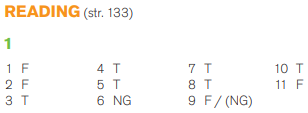 READING (str. 133)
1
1 F 4 T 7 T 10 T
2 F 5 T 8 T 11 F
3 T 6 NG 9 F / (NG)